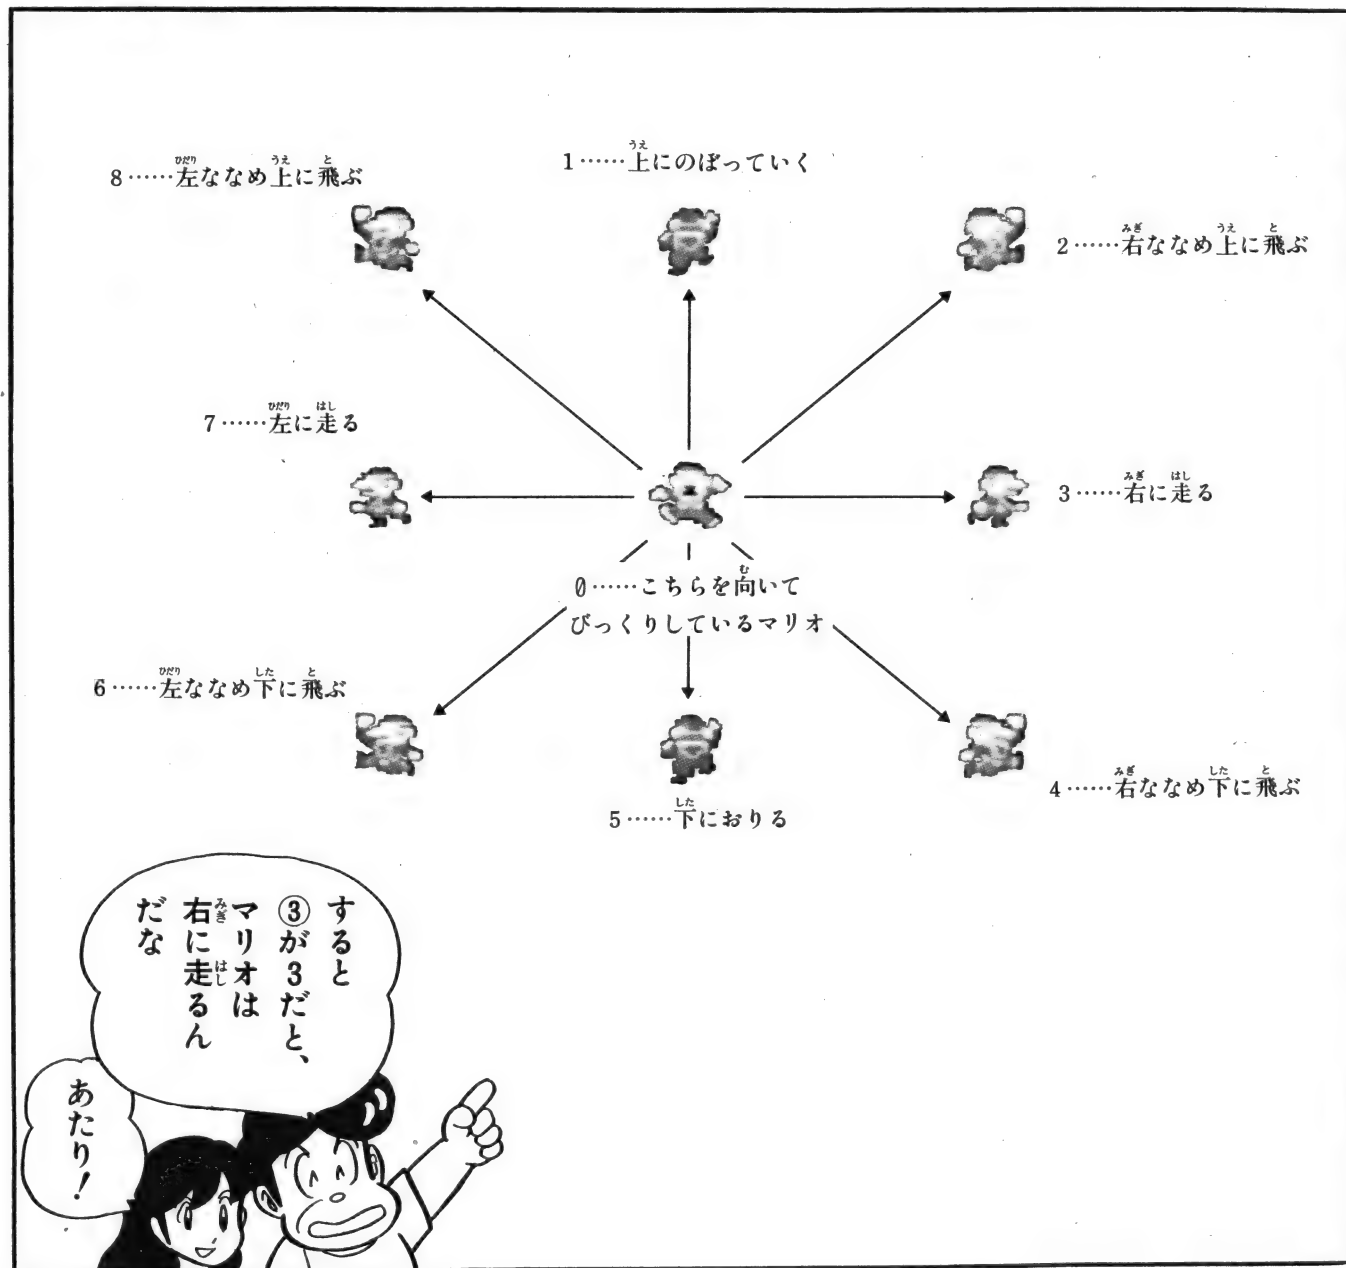 8……左ななめ上に飛ぶ
1……上にのぼっていく
2……右ななめ上に飛ぶ
7……左に走る
3……右に走る
0……こちらを向いて
びっくりしているマリオ
6……左ななめ下に飛ぶ
4……右ななめ下に飛ぶ
5……下におりる
すると
③が3だと、
マリオは
右に走るん
だな
あたり!